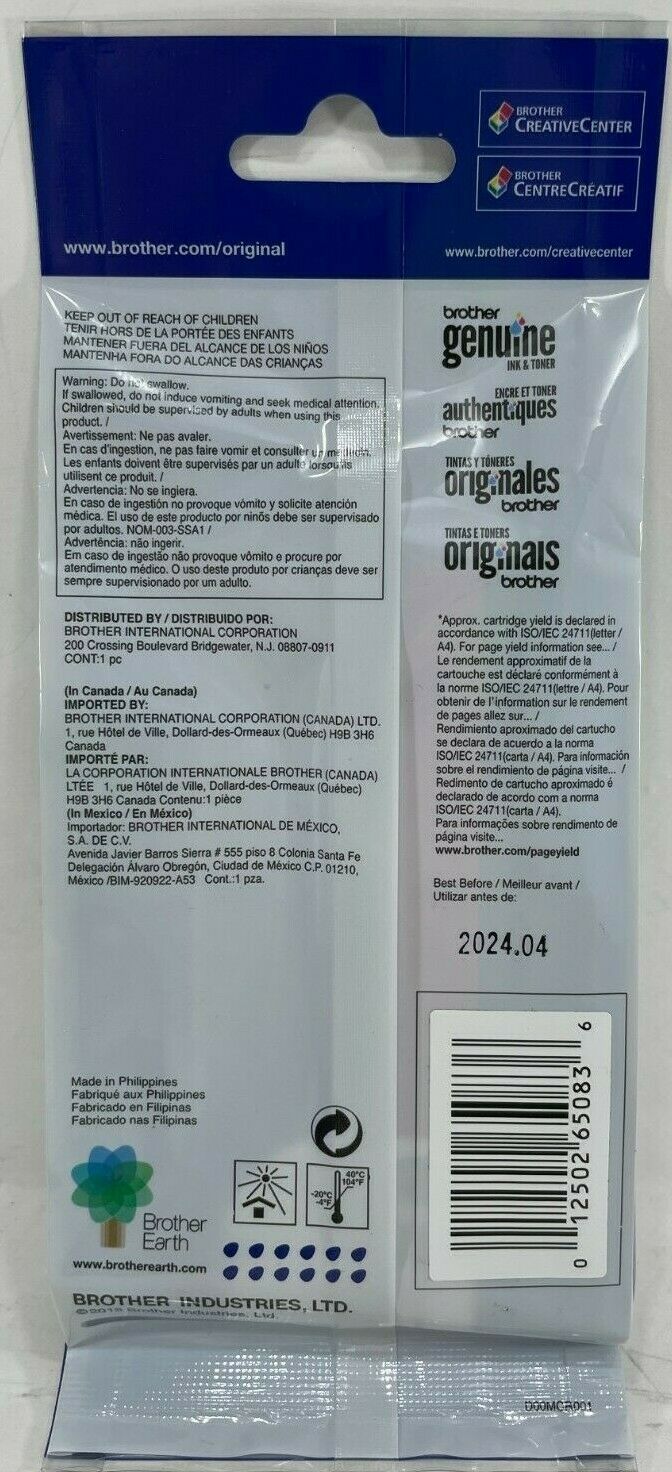 BROTHER
CREATIVECENTER
BROTHER
CENTRECRÉATIF
www.brother.com/original
www.brother.com/creativecenter
KEEP OUT OF REACH OF CHILDREN
TENIR HORS DE LA PORTÉE DES ENFANTS
MANTENER FUERA DEL ALCANCE DE LOS NIÑOS
MANTENHA FORA DO ALCANCE DAS CRIANÇAS
Warning: Do not swallow.
If swallowed, do not induce vomiting and seek medical attention.
Children should be supervised by adults when using this
product. /
Avertissement: Ne pas avaler.
En cas d'ingestion, ne pas faire vomir et consulter un médecin.
Les enfants doivent être supervisés par un adulte lorsqu'ils
utilisent ce produit. /
Advertencia: No se ingiera.
En caso de ingestión no provoque vómito y solicite atención
médica. El uso de este producto por ninõs debe ser supervisado
por adultos. NOM-003-SSA1 /
Advertência: não ingerir.
Em caso de ingestão não provoque vômito e procure por
atendimento médico. O uso deste produto por crianças deve ser
sempre supervisionado por um adulto.
DISTRIBUTED BY / DISTRIBUIDO POR:
BROTHER INTERNATIONAL CORPORATION
200 Crossing Boulevard Bridgewater, N.J. 08807-0911
CONT:1 pc
(In Canada / Au Canada)
IMPORTED BY:
BROTHER INTERNATIONAL CORPORATION (CANADA) LTD.
1, rue Hôtel de Ville, Dollard-des-Ormeaux (Québec) H9B 3H6
Canada
IMPORTÉ PAR:
LA CORPORATION INTERNATIONALE BROTHER (CANADA)
LTÉE 1, rue Hôtel de Ville, Dollard-des-Ormeaux (Québec)
H9B 3H6 Canada Contenu:1 pièce
(In Mexico / En México)
Importador: BROTHER INTERNATIONAL DE MÉXICO,
S.A. DE C.V.
Avenida Javier Barros Sierra # 555 piso 8 Colonia Santa Fe
Delegación Álvaro Obregón, Ciudad de México C.P. 01210,
México /BIM-920922-A53 Cont.:1 pza.
brother
genuine
INK & TONER
ENCRE ET TONER
authentiques
brother
TINTAS Y TÓNERES
originales
brother
TINTAS E TONERS
originais
brother
*Approx. cartridge yield is declared in
accordance with ISO/IEC 24711(letter /
A4). For page yield information see... /
Le rendement approximatif de la
cartouche est déclaré conformément à
la norme ISO/IEC 24711(lettre / A4). Pour
obtenir de l'information sur le rendement
de pages allez sur... /
Rendimiento aproximado del cartucho
se declara de acuerdo a la norma
ISO/IEC 24711(carta / A4). Para información
sobre el rendimiento de página visite... /
Redimento de cartucho aproximado é
declarado de acordo com a norma
ISO/IEC 24711(carta / A4).
Para informações sobre rendimento de
página visite...
www.brother.com/pageyield
Best Before / Meilleur avant /
Utilizar antes de:
2024.04
Made in Philippines
Fabriqué aux Philippines
Fabricado en Filipinas
Fabricado nas Filipinas
40°C
104°F
-20°C
-4°F
Brother
Earth
www.brotherearth.com
BROTHER INDUSTRIES, LTD.
©2018 Brother Industries, Ltd.
0 12502 65083 6
D00MCR001